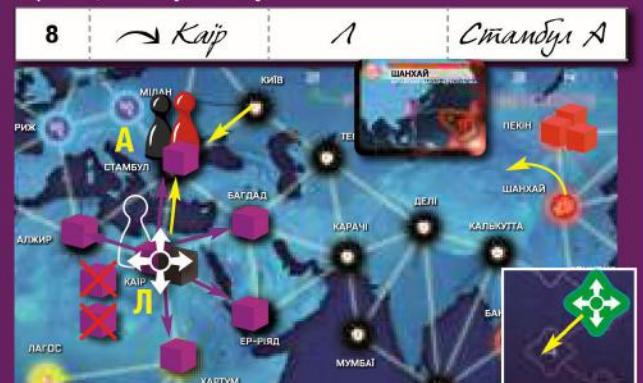 8 Каїр Л Стамбул А
КИЇВ
ШАНХАЙ
МІЛАН
ПЕКІН
А
СТАМБУЛ
БАГДАД
ШАНХАЙ
ДЕЛІ
АЛЖИР
КАРАЧІ
КАЛЬКУТТА
КАЇР
Л
ЕР-РІЯД
ЛАГОС
МУМБАЇ
ХАРТУМ